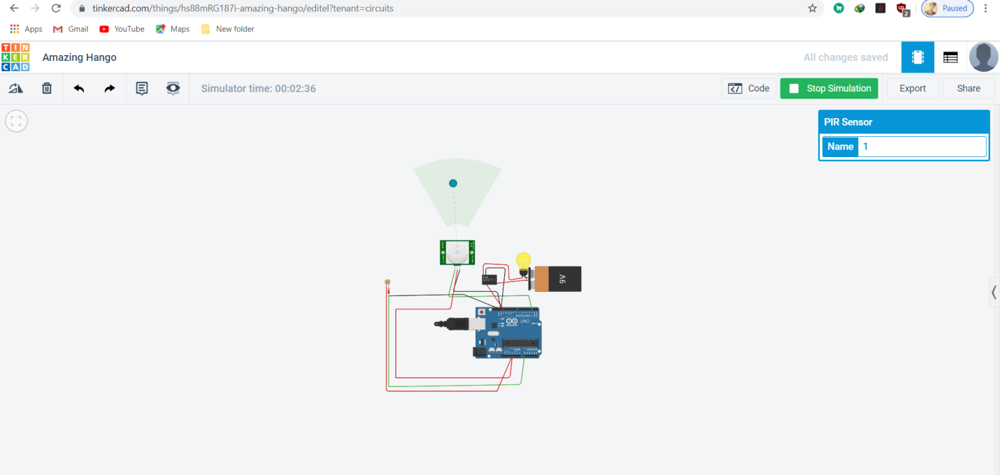 tinkercad.com/things/hs88mRG187i-amazing-hango/editel?tenant=circuits
2
Paused
Apps Gmail YouTube Maps New folder
TIN
KER
CAD
Amazing Hango
All changes saved
Simulator time: 00:02:36
Code
Stop Simulation
Export
Share
PIR Sensor
Name 1
9V
UNO